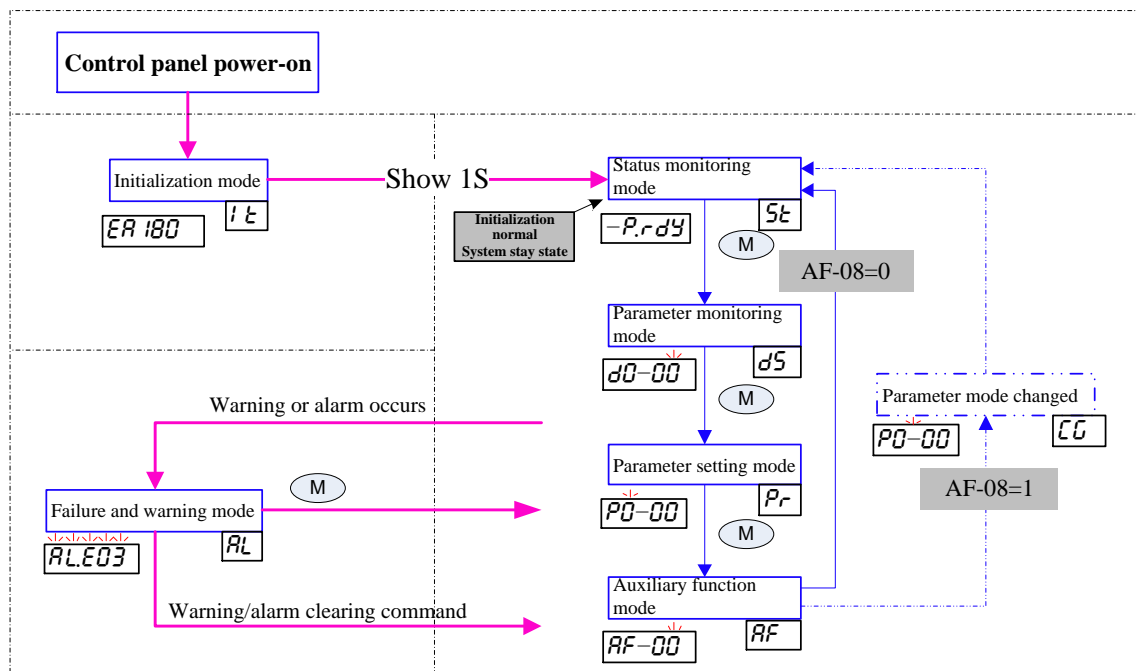 Control panel power-on
Initialization mode
It
EA180
Show 1S
Initialization
normal
System stay state
Status monitoring
mode
St
-P.rdy
M
AF-08=0
Parameter monitoring
mode
dS
d0-00
M
Parameter mode changed
CG
P0-00
AF-08=1
Parameter setting mode
Pr
P0-00
M
Warning or alarm occurs
M
Failure and warning mode
AL
AL.E03
Warning/alarm clearing command
Auxiliary function
mode
AF
AF-00